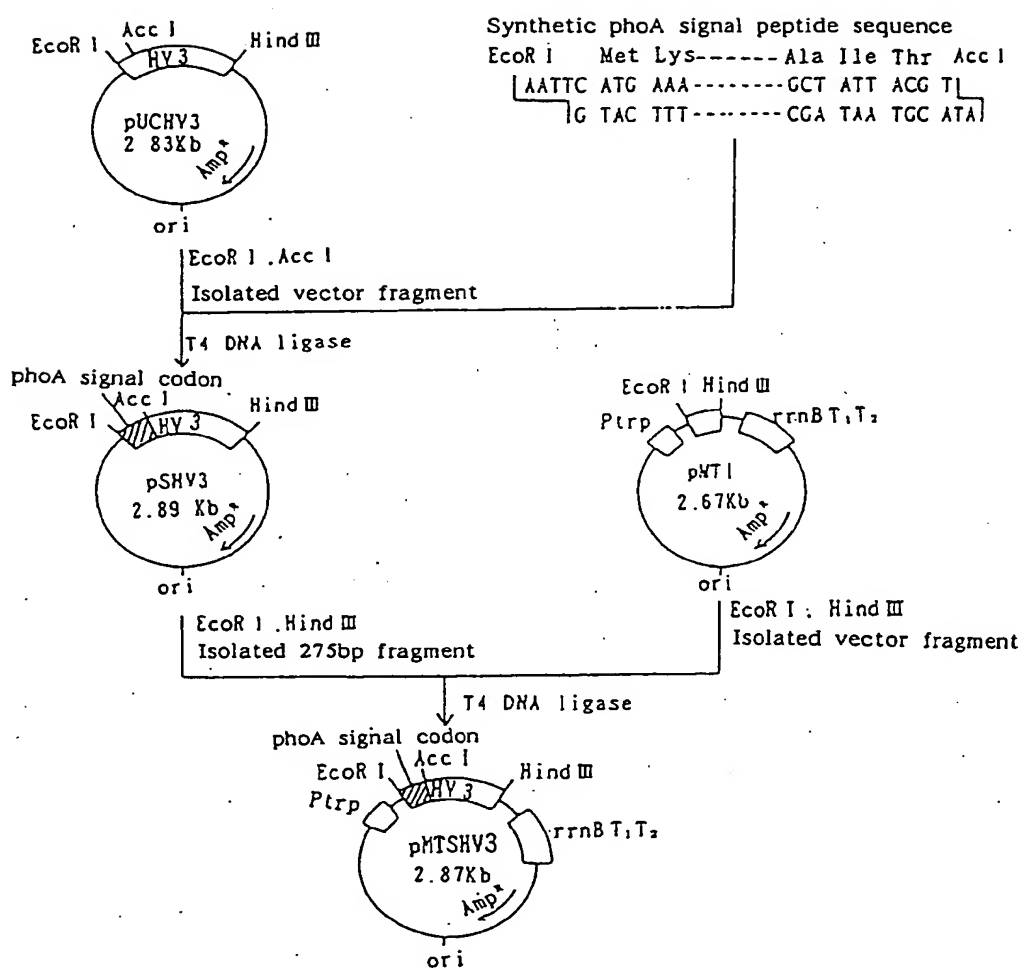 Synthetic phoA signal peptide sequence
EcoR I Met Lys-------Ala Ile Thr Acc I
AATTC ATG AAA--------GCT ATT ACG T
G TAC TTT--------CGA TAA TGC ATA
EcoR I
Acc I
Hind III
HV3
pUCHV3
2 83Kb
Amp^R
ori
EcoR I .Acc I
Isolated vector fragment
T4 DNA ligase
phoA signal codon
Acc I
EcoR I
HV3
Hind III
pSHV3
2.89 Kb
Amp^R
ori
EcoR I Hind III
Ptrp
rrnB T₁T₂
pMT1
2.67Kb
Amp^R
ori
EcoR I .Hind III
Isolated 275bp fragment
EcoR I . Hind III
Isolated vector fragment
T4 DNA ligase
phoA signal codon
Acc I
EcoR I
HV3
Hind III
Ptrp
rrnB T₁T₂
pMTSHV3
2.87Kb
Amp^R
ori